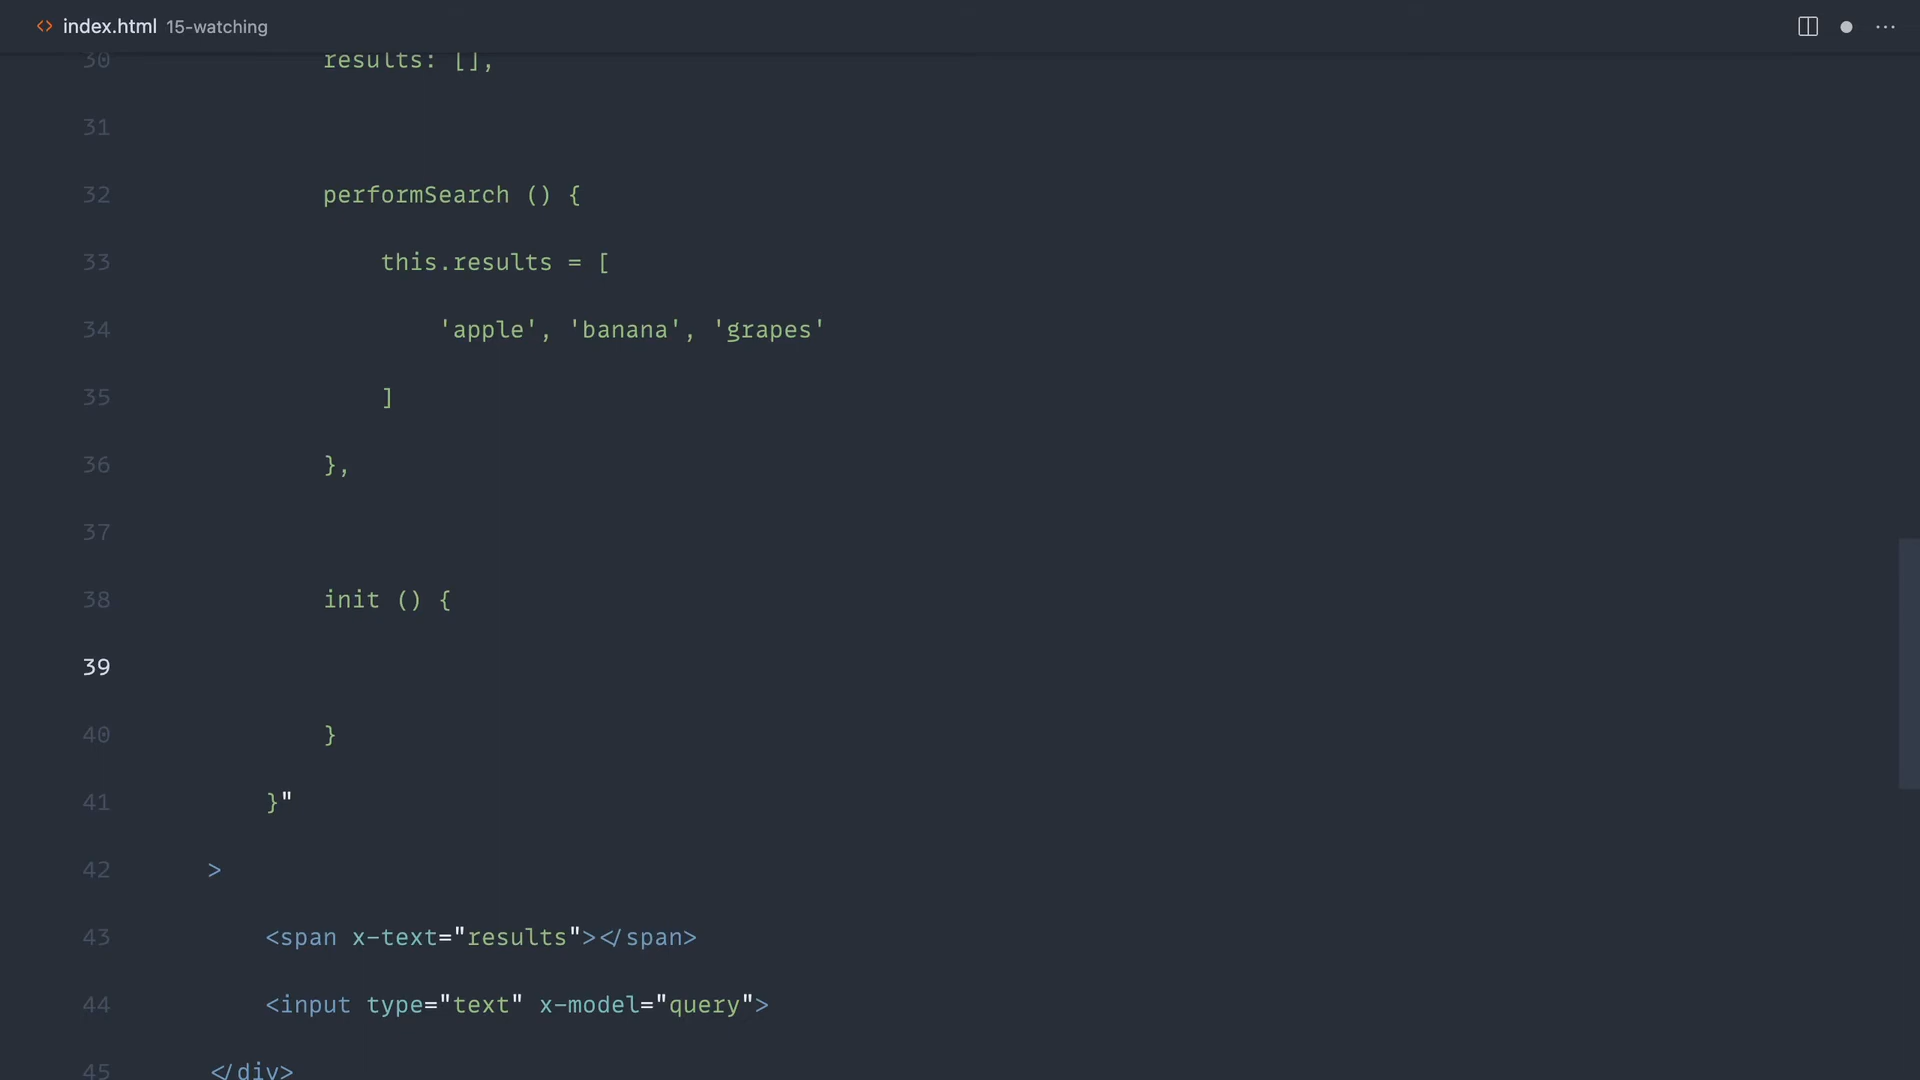 index.html 15-watching
30 results: [],
31
32 performSearch () {
33 this.results = [
34 'apple', 'banana', 'grapes'
35 ]
36 },
37
38 init () {
39
40 }
41 }"
42 >
43 <span x-text="results"></span>
44 <input type="text" x-model="query">
45 </div>